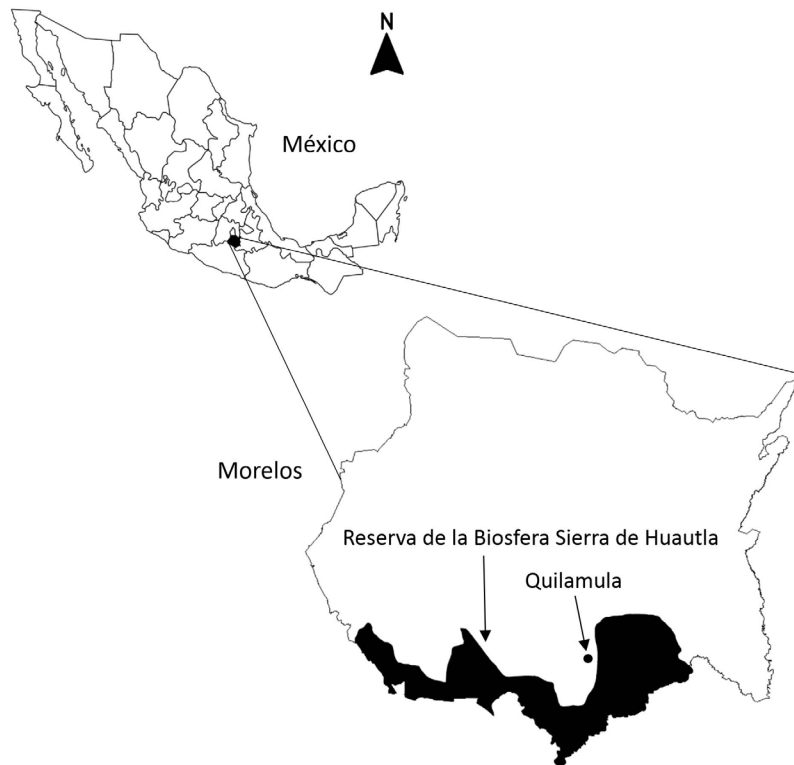 N
México
Morelos
Reserva de la Biosfera Sierra de Huautla
Quilamula